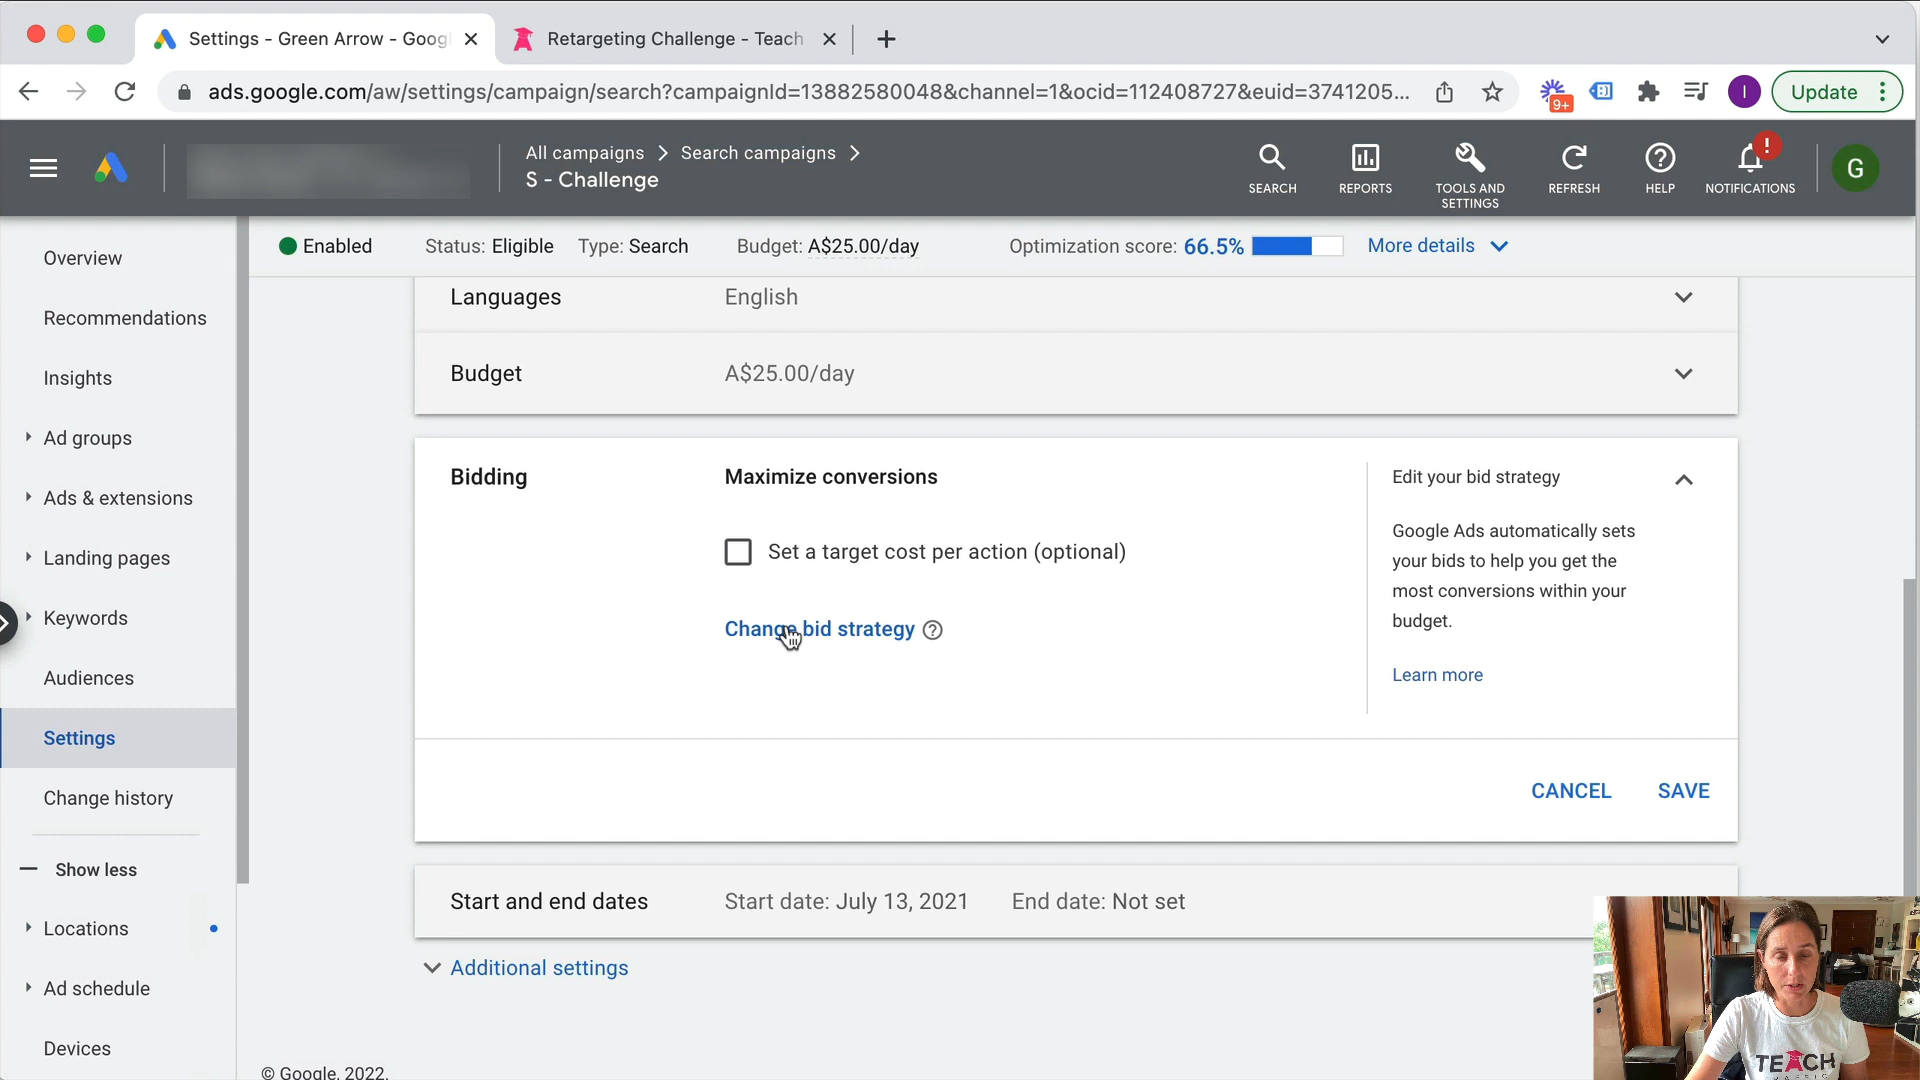 Settings - Green Arrow - Goog
Retargeting Challenge - Teach
ads.google.com/aw/settings/campaign/search?campaignId=13882580048&channel=1&ocid=112408727&euid=3741205...
9+
I
Update
All campaigns > Search campaigns >
S - Challenge
SEARCH
REPORTS
TOOLS AND
SETTINGS
REFRESH
HELP
NOTIFICATIONS
!
G
Enabled
Status: Eligible
Type: Search
Budget: A$25.00/day
Optimization score: 66.5%
More details
Overview
Recommendations
Insights
Ad groups
Ads & extensions
Landing pages
Keywords
Audiences
Settings
Change history
Show less
Locations
Ad schedule
Devices
Languages
English
Budget
A$25.00/day
Bidding
Maximize conversions
Set a target cost per action (optional)
Change bid strategy
Edit your bid strategy
Google Ads automatically sets
your bids to help you get the
most conversions within your
budget.
Learn more
CANCEL
SAVE
Start and end dates
Start date: July 13, 2021
End date: Not set
Additional settings
© Google, 2022.
TEACH